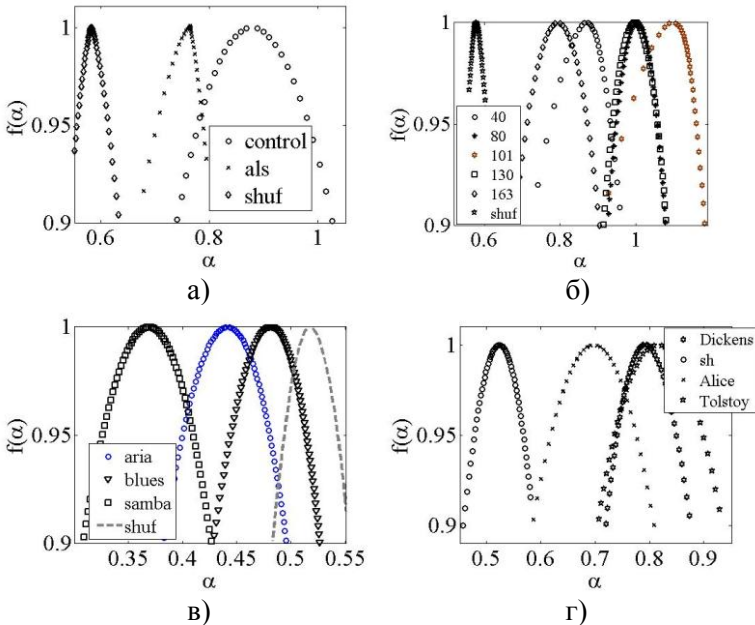 1
0.95
0.9
f(α)
control
als
shuf
0.6
0.8
1
α
а)
1
0.95
0.9
f(α)
40
80
101
130
163
shuf
0.6
0.8
1
α
б)
1
0.95
0.9
f(α)
aria
blues
samba
shuf
0.35
0.4
0.45
0.5
0.55
α
в)
1
0.95
0.9
f(α)
Dickens
sh
Alice
Tolstoy
0.5
0.6
0.7
0.8
0.9
α
г)